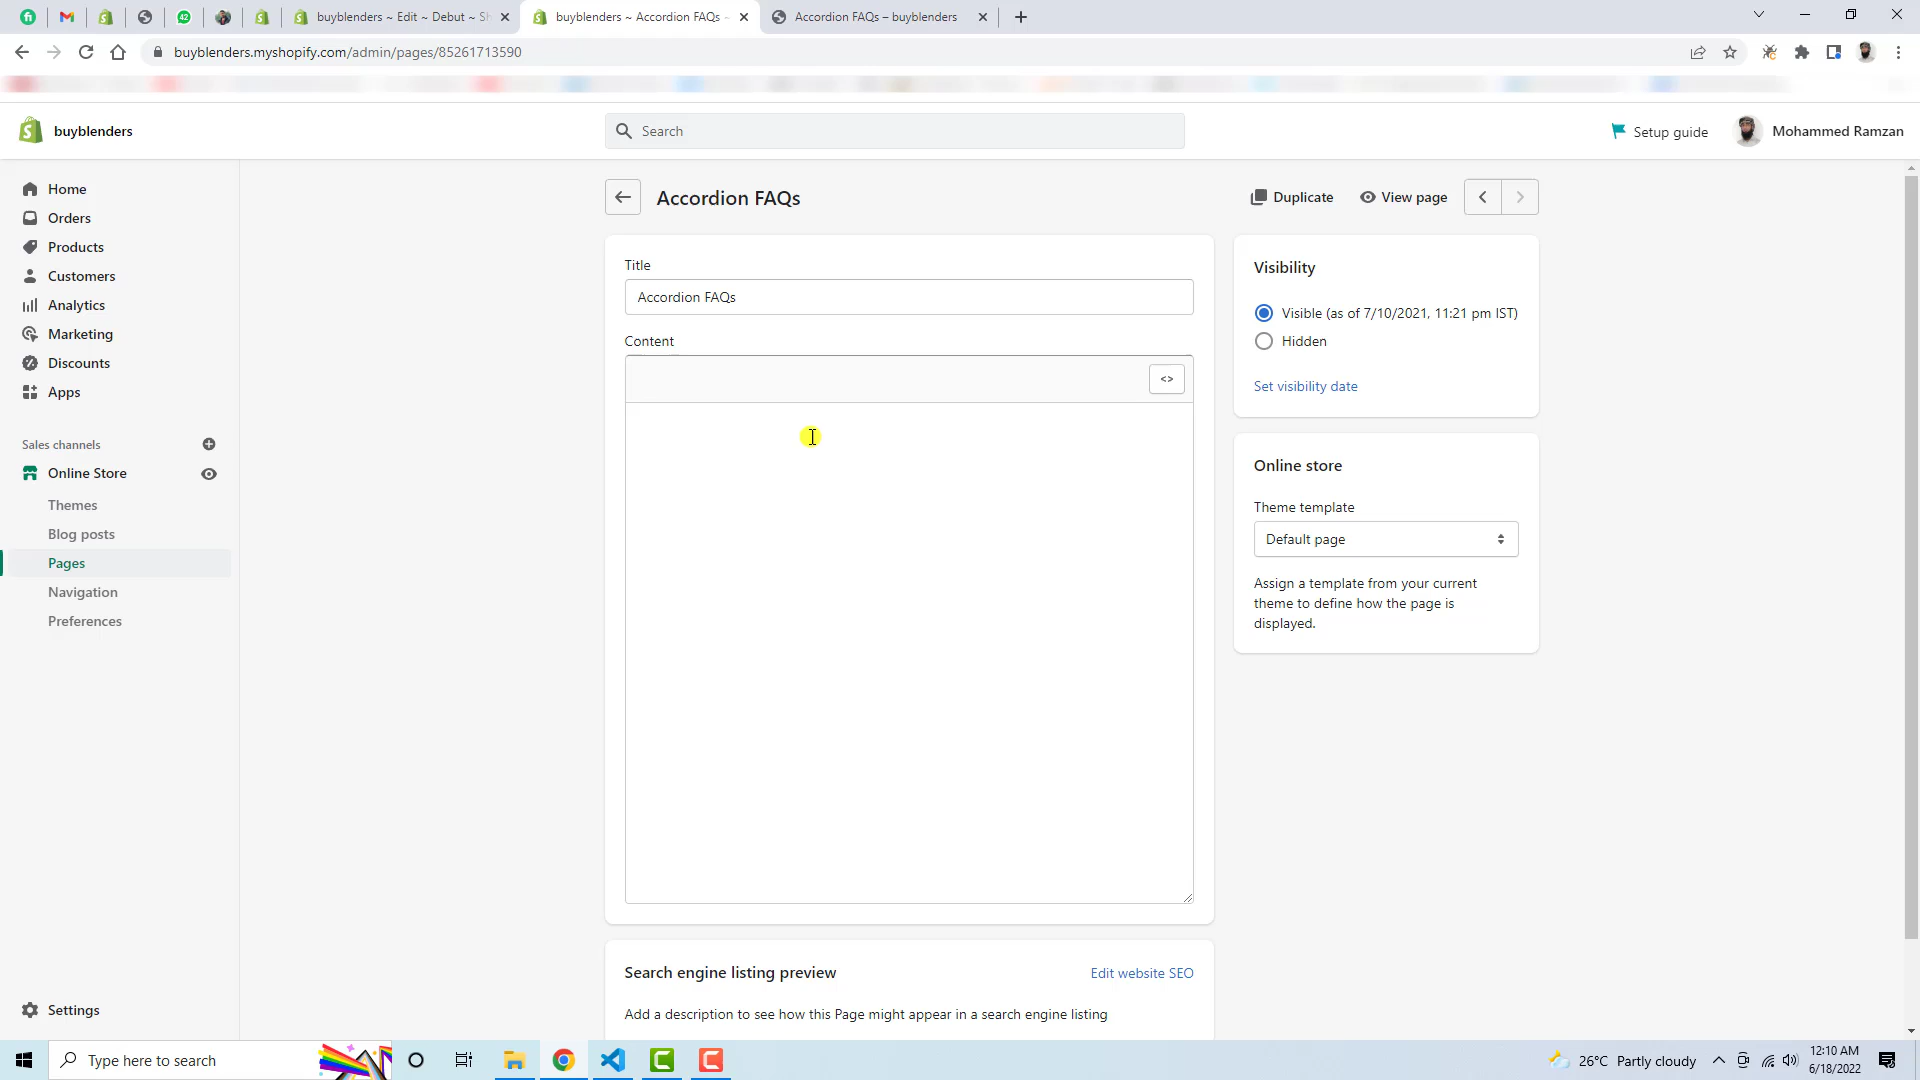 buyblenders ~ Edit ~ Debut ~ Sh
buyblenders ~ Accordion FAQs -
Accordion FAQs – buyblenders
buyblenders.myshopify.com/admin/pages/85261713590
buyblenders
Search
Setup guide
Mohammed Ramzan
Home
Orders
Products
Customers
Analytics
Marketing
Discounts
Apps
Sales channels
Online Store
Themes
Blog posts
Pages
Navigation
Preferences
Settings
Accordion FAQs
Duplicate
View page
Title
Accordion FAQs
Content
<>
Visibility
Visible (as of 7/10/2021, 11:21 pm IST)
Hidden
Set visibility date
Online store
Theme template
Default page
Assign a template from your current
theme to define how the page is
displayed.
Search engine listing preview
Edit website SEO
Add a description to see how this Page might appear in a search engine listing
Type here to search
26°C Partly cloudy
12:10 AM
6/18/2022